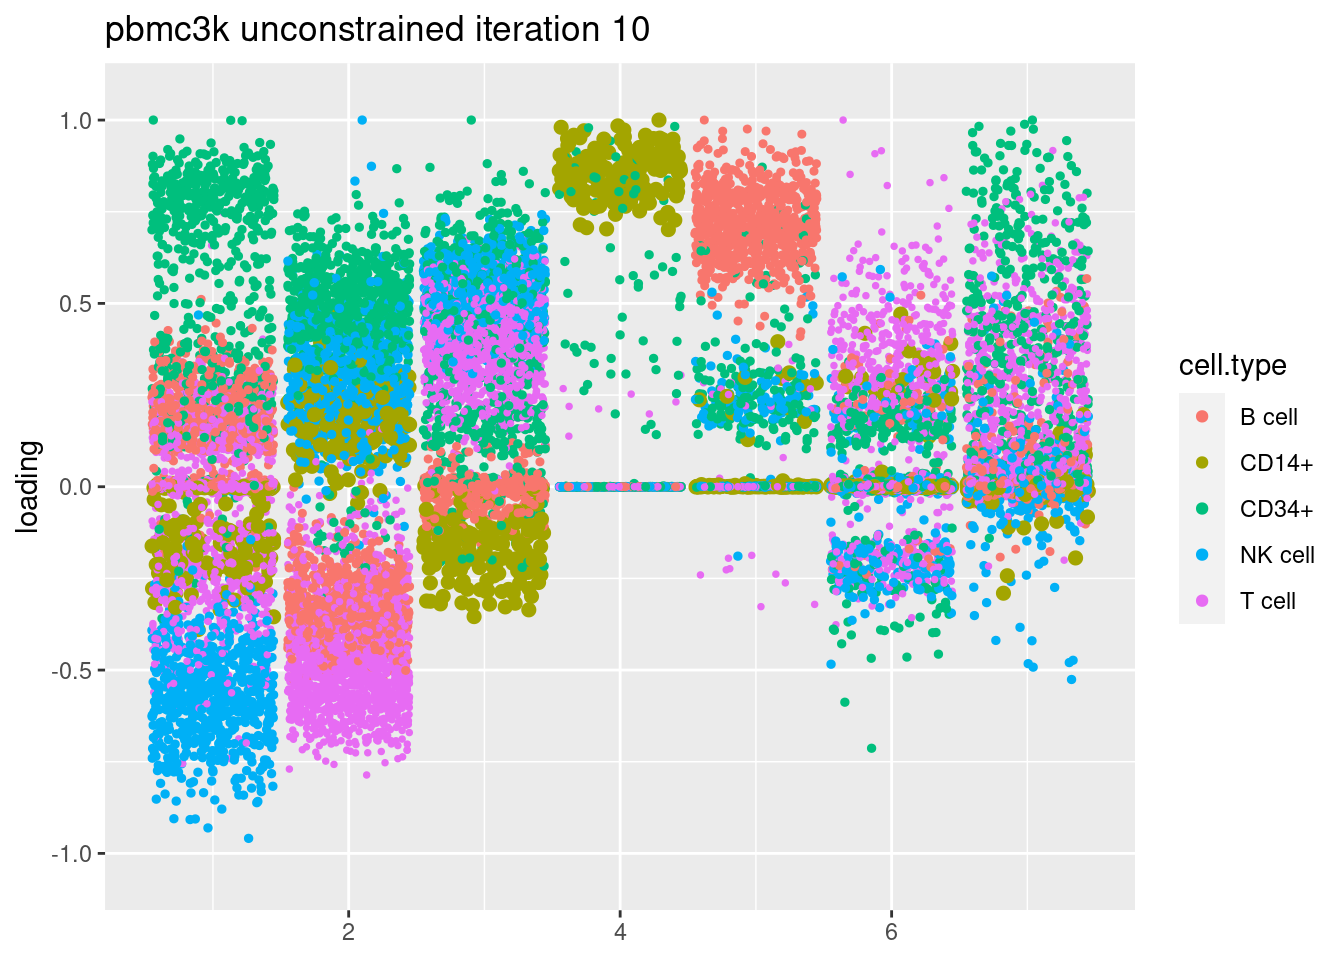 pbmc3k unconstrained iteration 10
1.0
0.5
0.0
-0.5
-1.0
loading
2
4
6
cell.type
B cell
CD14+
CD34+
NK cell
T cell